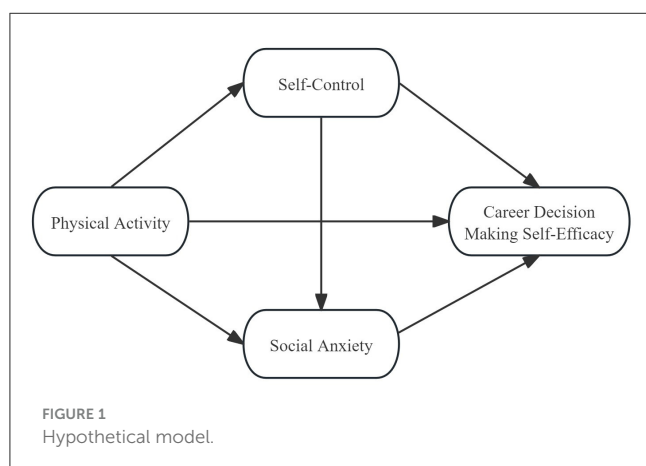 Self-Control
Physical Activity
Career Decision
Making Self-Efficacy
Social Anxiety
FIGURE 1
Hypothetical model.